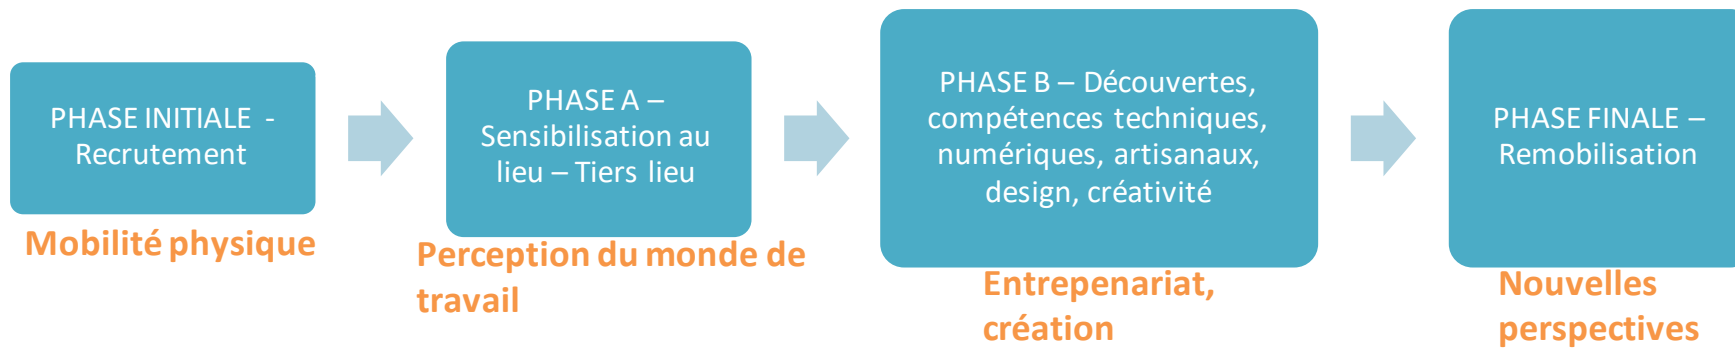 PHASE INITIALE -
Recrutement
Mobilité physique
PHASE A –
Sensibilisation au
lieu – Tiers lieu
Perception du monde de
travail
PHASE B – Découvertes,
compétences techniques,
numériques, artisanaux,
design, créativité
Entrepenariat,
création
PHASE FINALE –
Remobilisation
Nouvelles
perspectives